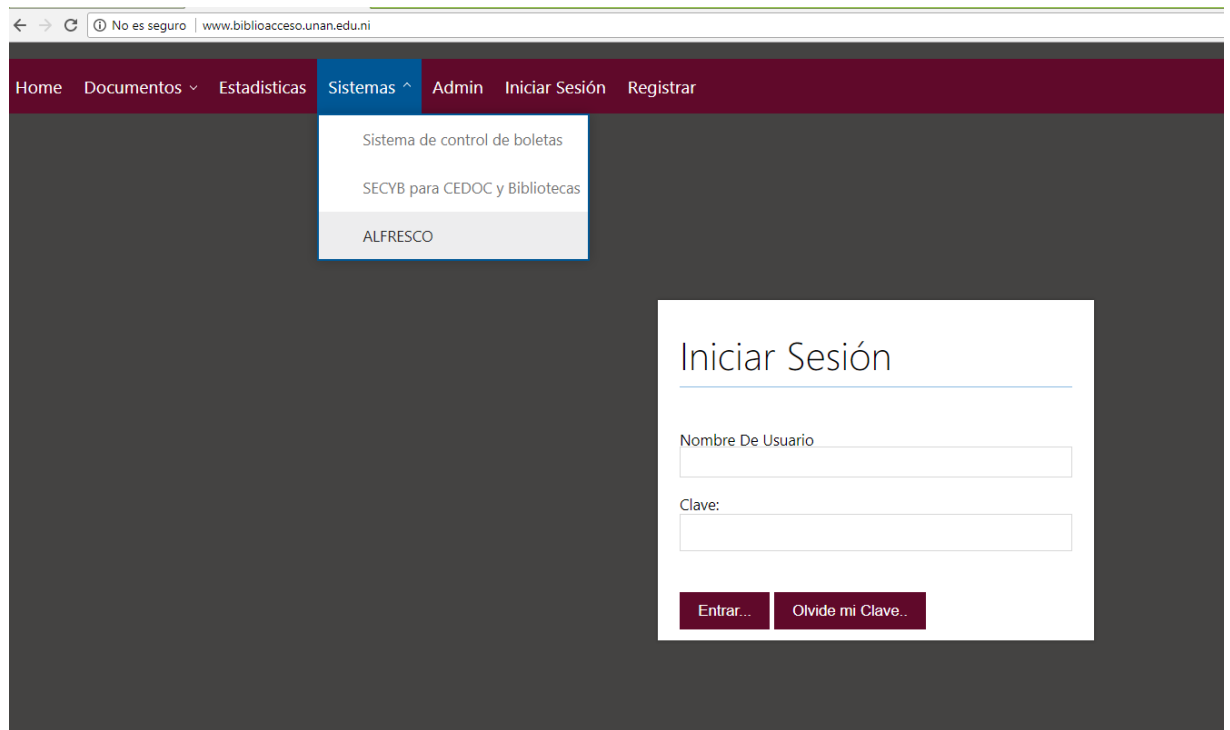 No es seguro | www.biblioacceso.unan.edu.ni
Home Documentos Estadisticas Sistemas Admin Iniciar Sesión Registrar
Sistema de control de boletas
SECYB para CEDOC y Bibliotecas
ALFRESCO
Iniciar Sesión
Nombre De Usuario
Clave:
Entrar... Olvide mi Clave..